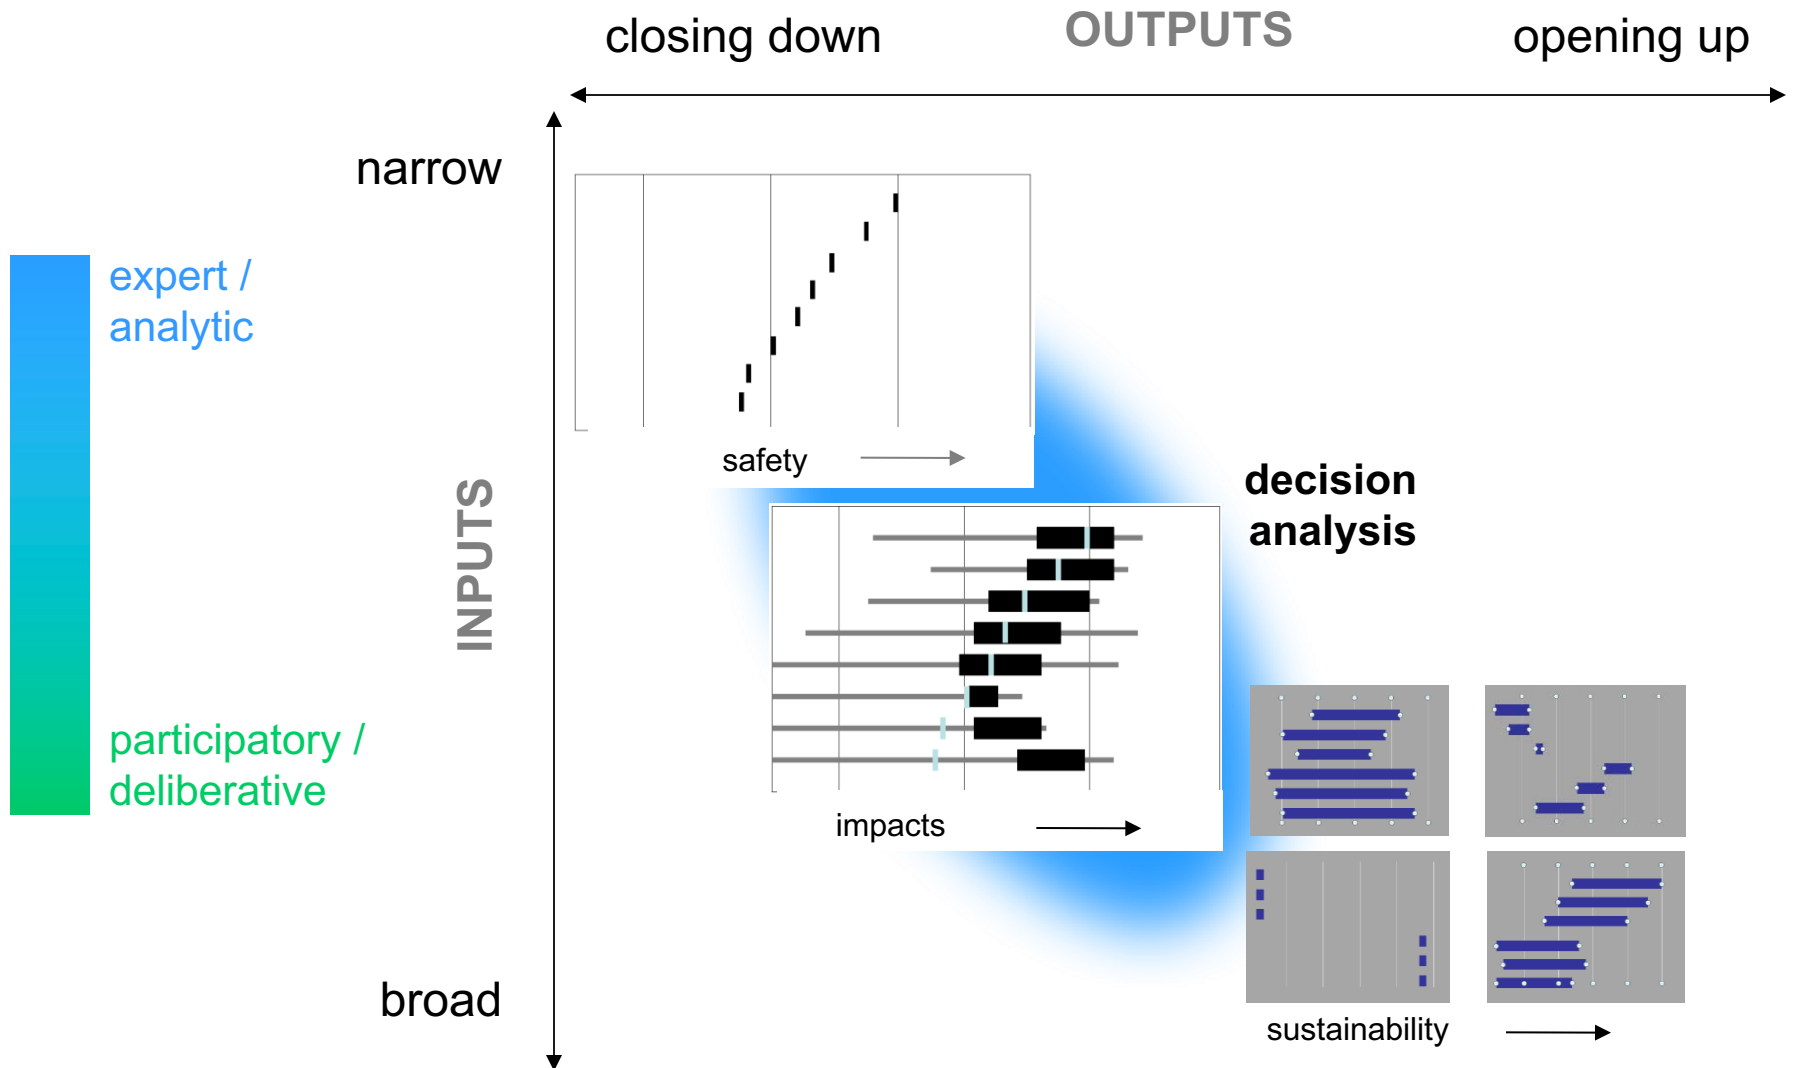 closing down
OUTPUTS
opening up
narrow
expert /
analytic
safety
INPUTS
decision
analysis
participatory /
deliberative
impacts
broad
sustainability